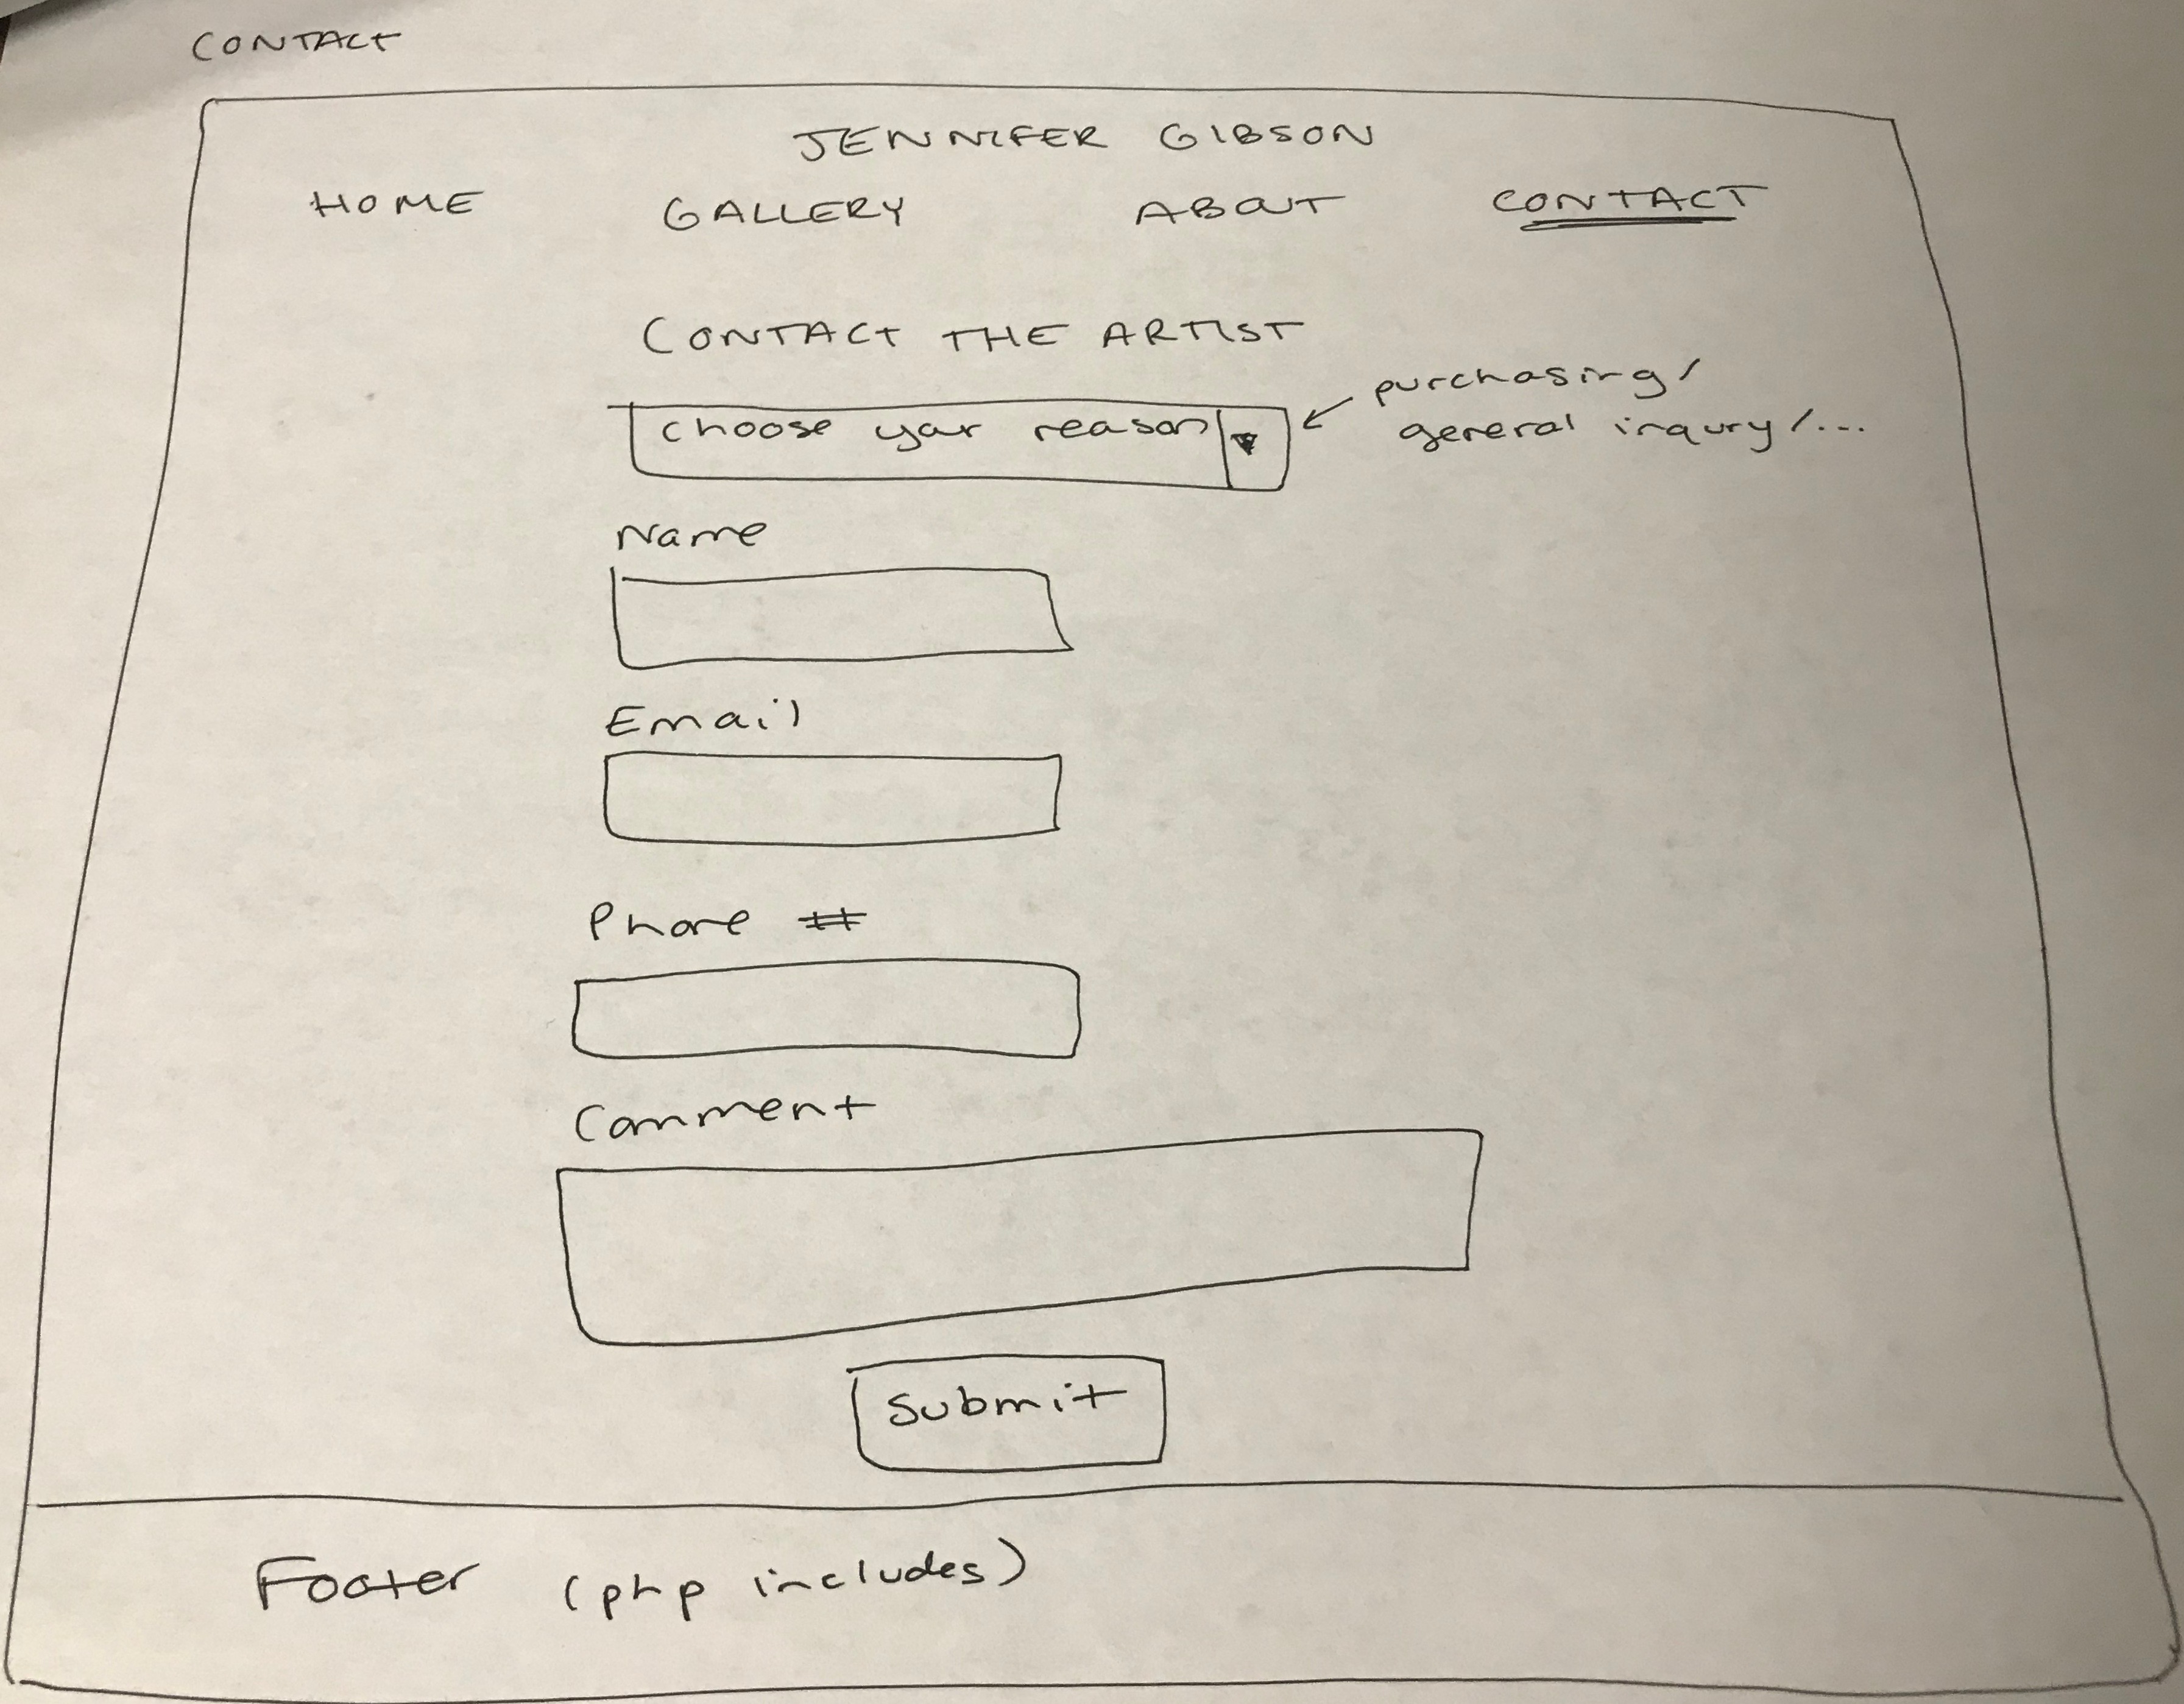 CONTACT
JENNIFER GIBSON
HOME GALLERY ABOUT CONTACT
CONTACT THE ARTIST
choose your reason
purchasing/
general inqury/...
Name
Email
Phone #
Comment
Submit
Footer (php includes)